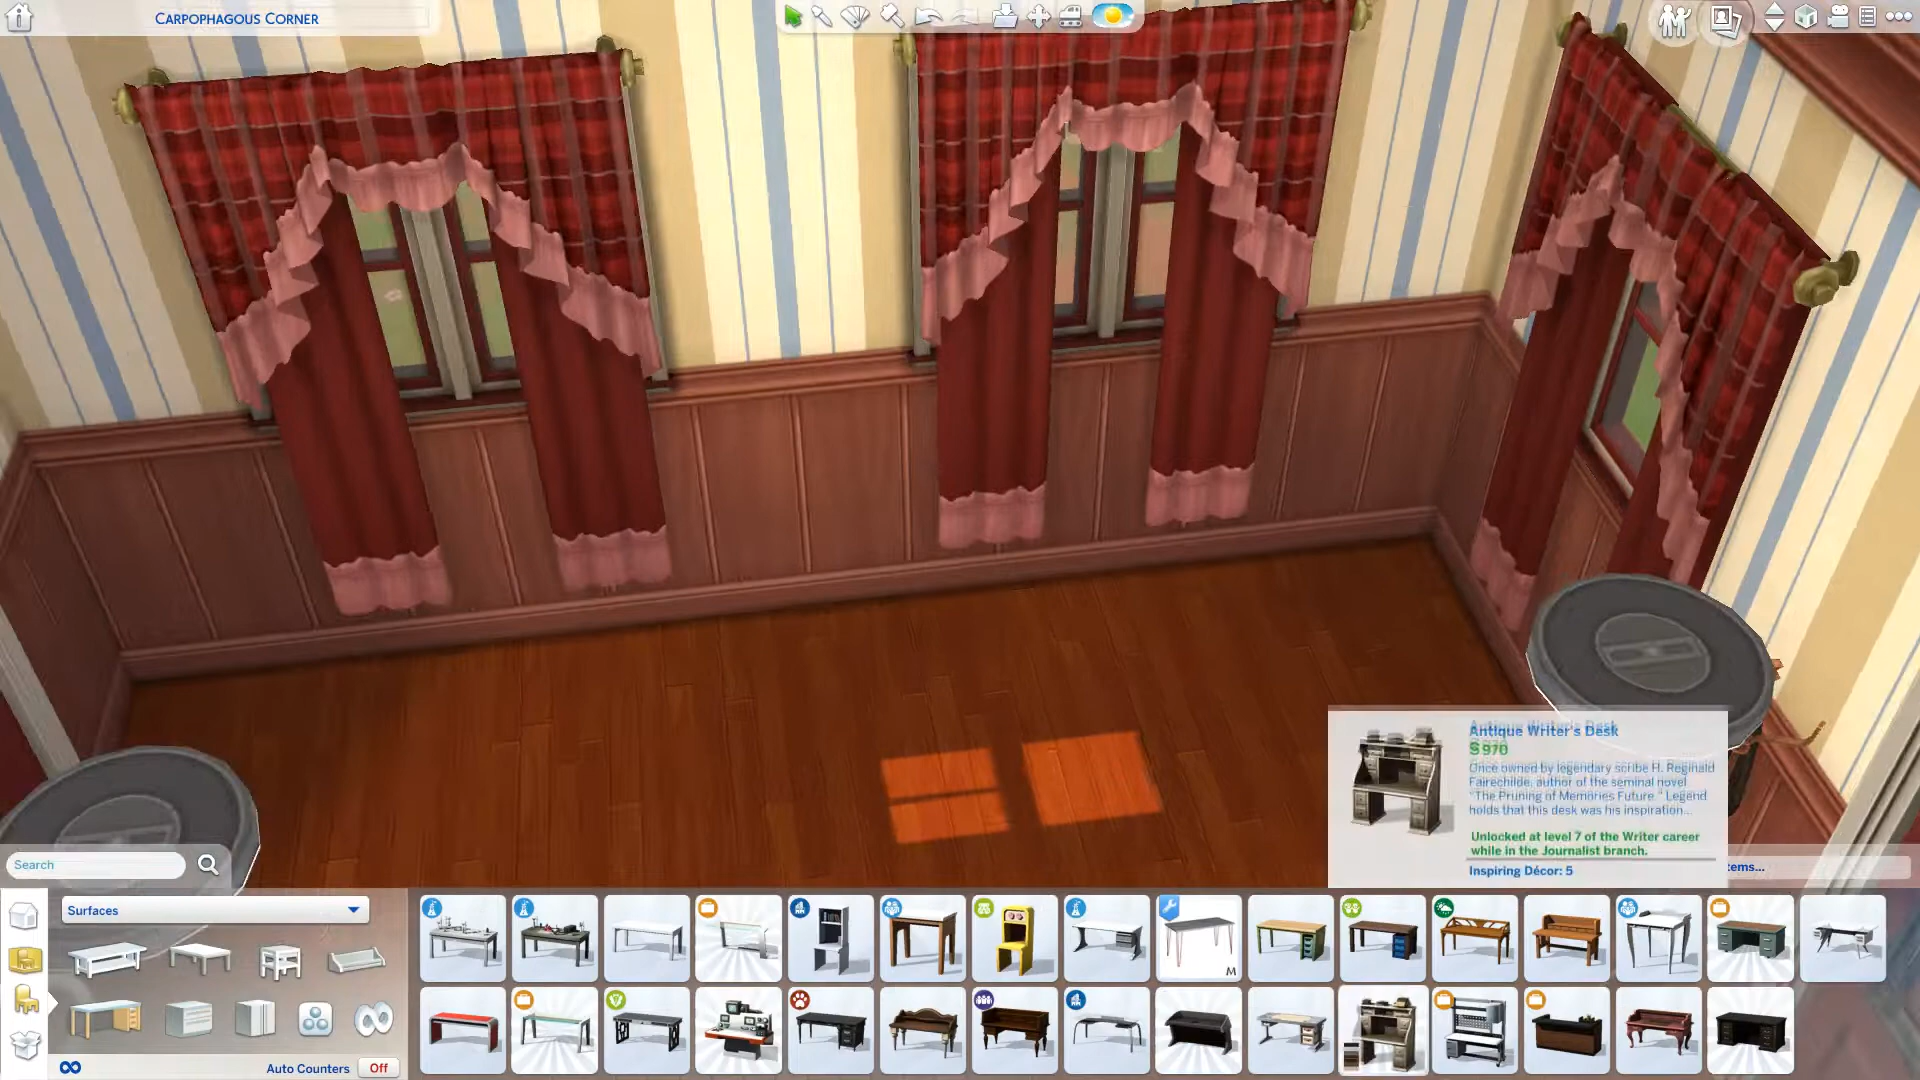 CARPOPHAGOUS CORNER
Antique Writer's Desk
§970
Once owned by legendary scribe H. Reginald
Fairechilde, author of the seminal novel
"The Pruning of Memories Future." Legend
holds that this desk was his inspiration...
Unlocked at level 7 of the Writer career
while in the Journalist branch.
Inspiring Décor: 5
tems...
Search
Surfaces
M
Auto Counters Off